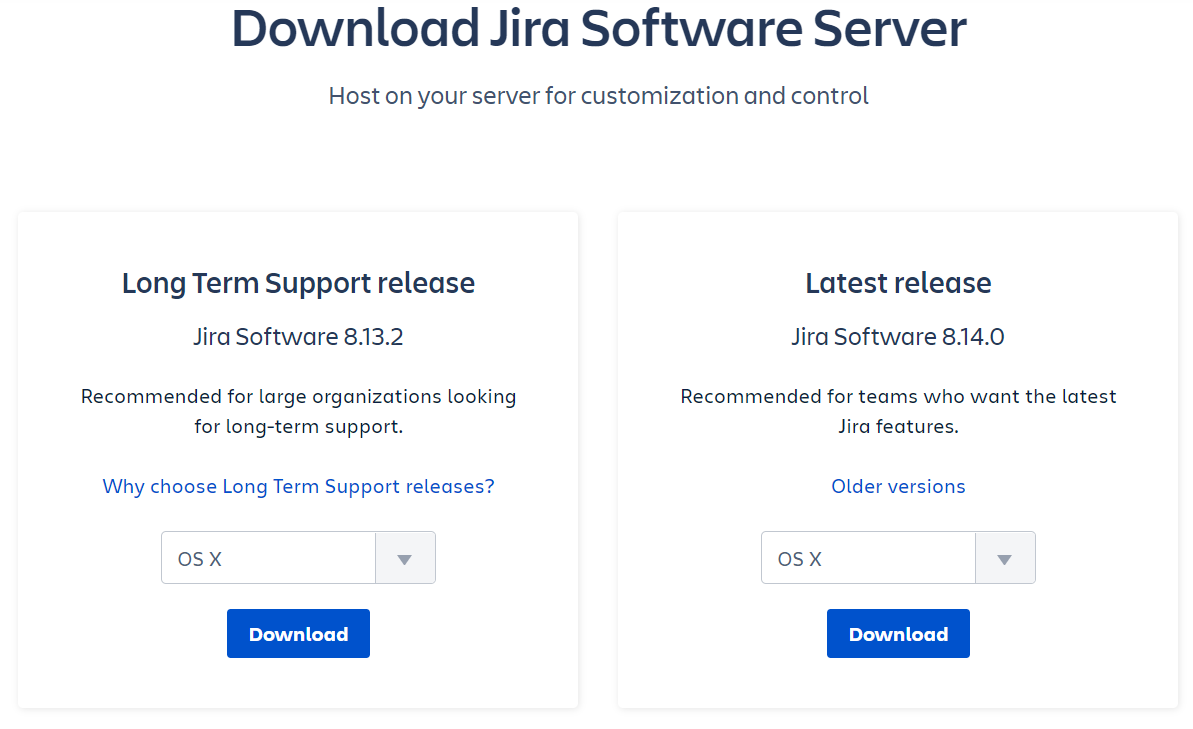 Download Jira Software Server
Host on your server for customization and control
Long Term Support release
Jira Software 8.13.2
Recommended for large organizations looking
for long-term support.
Why choose Long Term Support releases?
OS X
Download
Latest release
Jira Software 8.14.0
Recommended for teams who want the latest
Jira features.
Older versions
OS X
Download